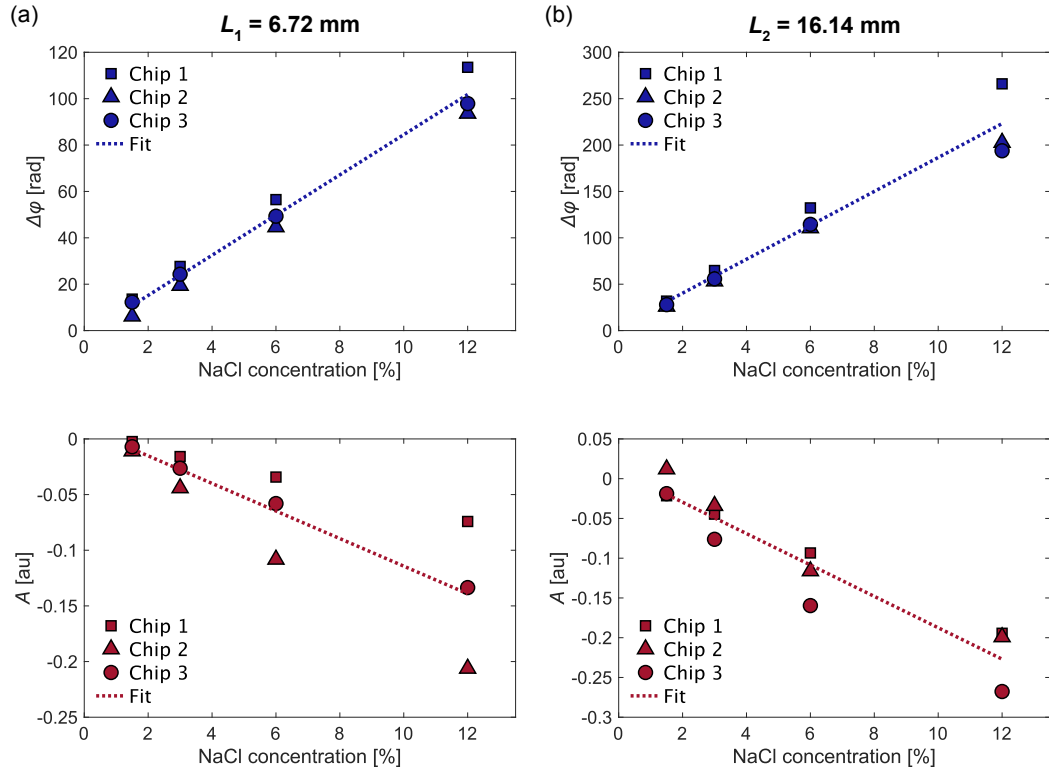 (a)
L₁ = 6.72 mm
120
100
80
60
40
20
0
Δφ [rad]
Chip 1
Chip 2
Chip 3
Fit
0 2 4 6 8 10 12
NaCl concentration [%]
(b)
L₂ = 16.14 mm
300
250
200
150
100
50
0
Δφ [rad]
Chip 1
Chip 2
Chip 3
Fit
0 2 4 6 8 10 12
NaCl concentration [%]
0
-0.05
-0.1
-0.15
-0.2
-0.25
A [au]
Chip 1
Chip 2
Chip 3
Fit
0 2 4 6 8 10 12
NaCl concentration [%]
0.05
0
-0.05
-0.1
-0.15
-0.2
-0.25
-0.3
A [au]
Chip 1
Chip 2
Chip 3
Fit
0 2 4 6 8 10 12
NaCl concentration [%]